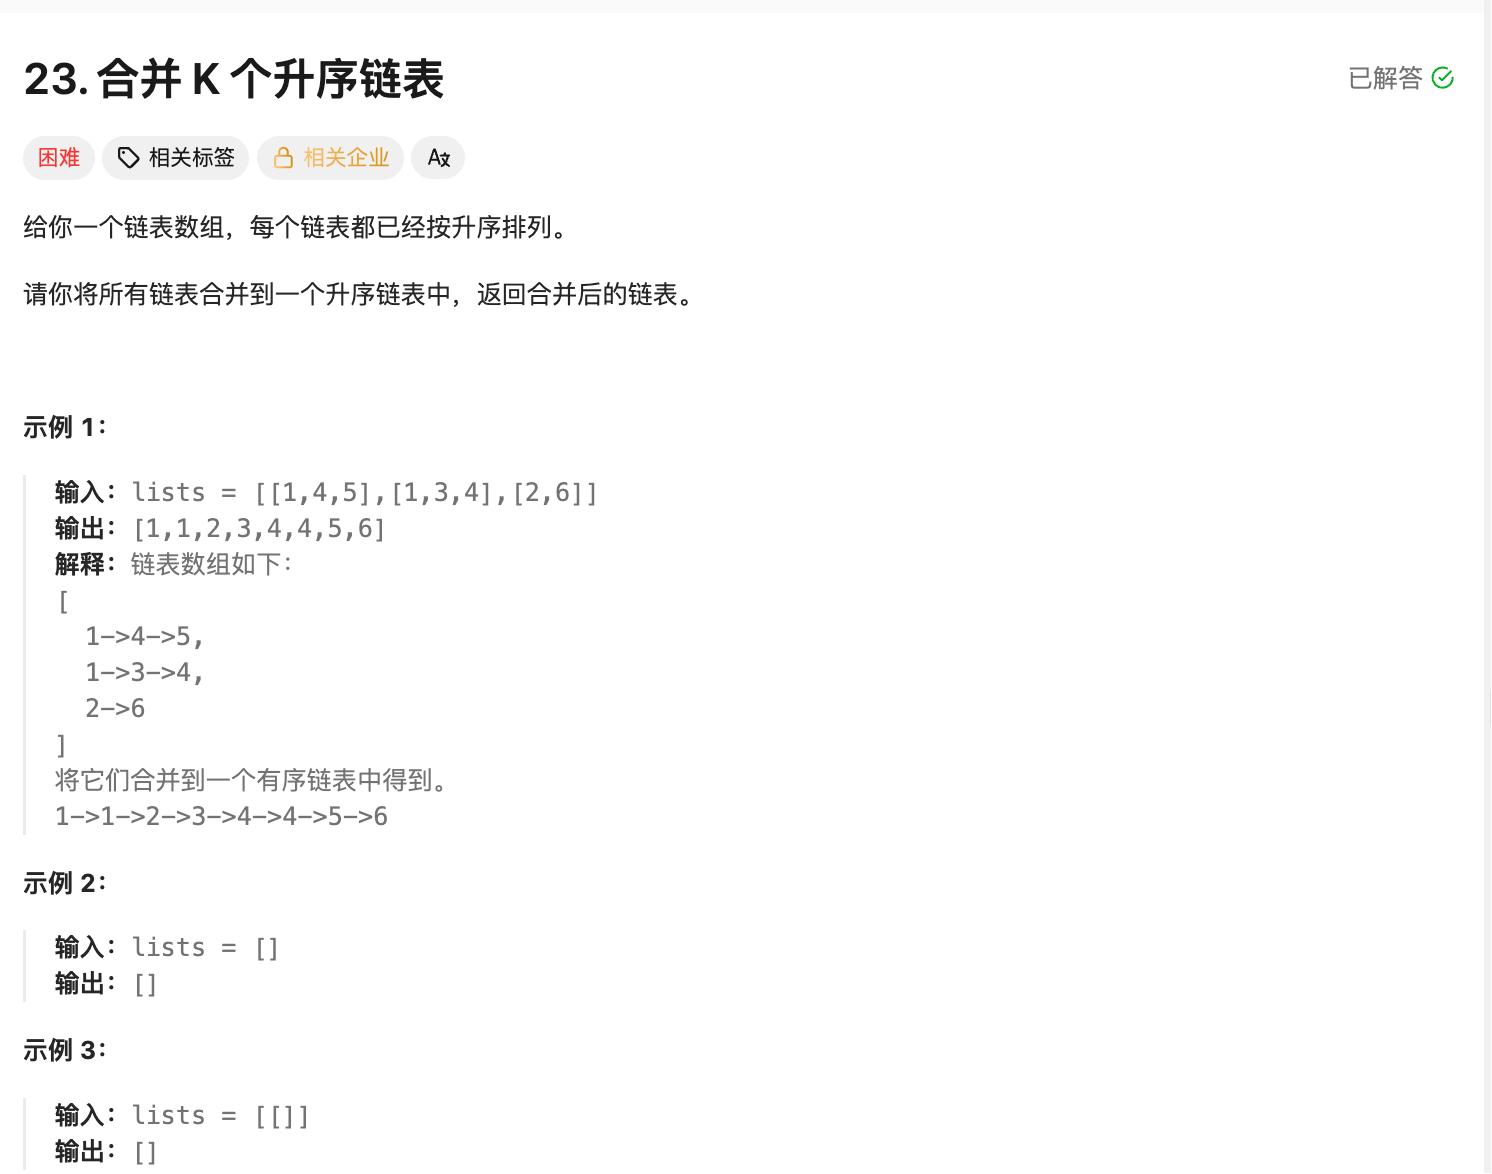 23. 合并 K 个升序链表
已解答
困难 相关标签 相关企业 A文
给你一个链表数组，每个链表都已经按升序排列。
请你将所有链表合并到一个升序链表中，返回合并后的链表。
示例 1：
输入：lists = [[1,4,5],[1,3,4],[2,6]]
输出：[1,1,2,3,4,4,5,6]
解释：链表数组如下：
[
  1->4->5,
  1->3->4,
  2->6
]
将它们合并到一个有序链表中得到。
1->1->2->3->4->4->5->6
示例 2：
输入：lists = []
输出：[]
示例 3：
输入：lists = [[]]
输出：[]